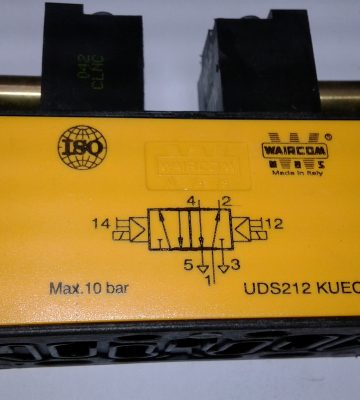 042
CLNC
ISO
WAIRCOM
M B S
Made in Italy
WAIRCOM
M B S
®
4 2
14 12
5 3
1
Max.10 bar
UDS212 KUEC